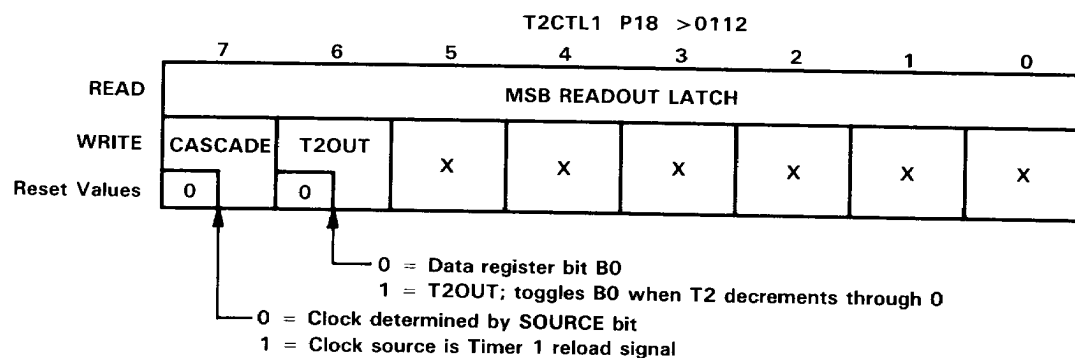 T2CTL1 P18 >0112
7 6 5 4 3 2 1 0
READ MSB READOUT LATCH
WRITE CASCADE T2OUT X X X X X X
Reset Values 0 0
0 = Data register bit B0
1 = T2OUT; toggles B0 when T2 decrements through 0
0 = Clock determined by SOURCE bit
1 = Clock source is Timer 1 reload signal